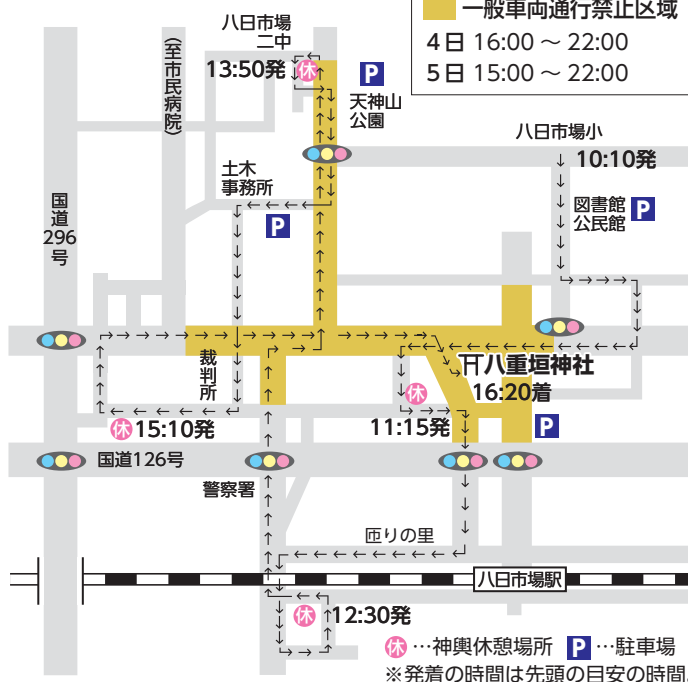 一般車両通行禁止区域
4日 16:00 ～ 22:00
5日 15:00 ～ 22:00
八日市場
二中
13:50発
休
P
天神山
公園
(至市民病院)
八日市場小
10:10発
土木
事務所
P
図書館
公民館
P
国道
296
号
裁判所
八重垣神社
16:20着
休
11:15発
P
休
15:10発
国道126号
警察署
匝りの里
八日市場駅
休
12:30発
休…神輿休憩場所 P…駐車場
※発着の時間は先頭の目安の時間